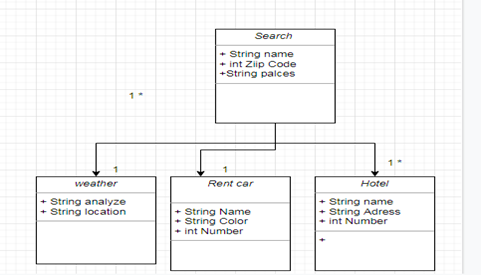 Search
+ String name
+ int Ziip Code
+String palces
1 *
1
1
1 *
weather
+ String analyze
+ String location
Rent car
+ String Name
+ String Color
+ int Number
Hotel
+ String name
+ String Adress
+ int Number
+